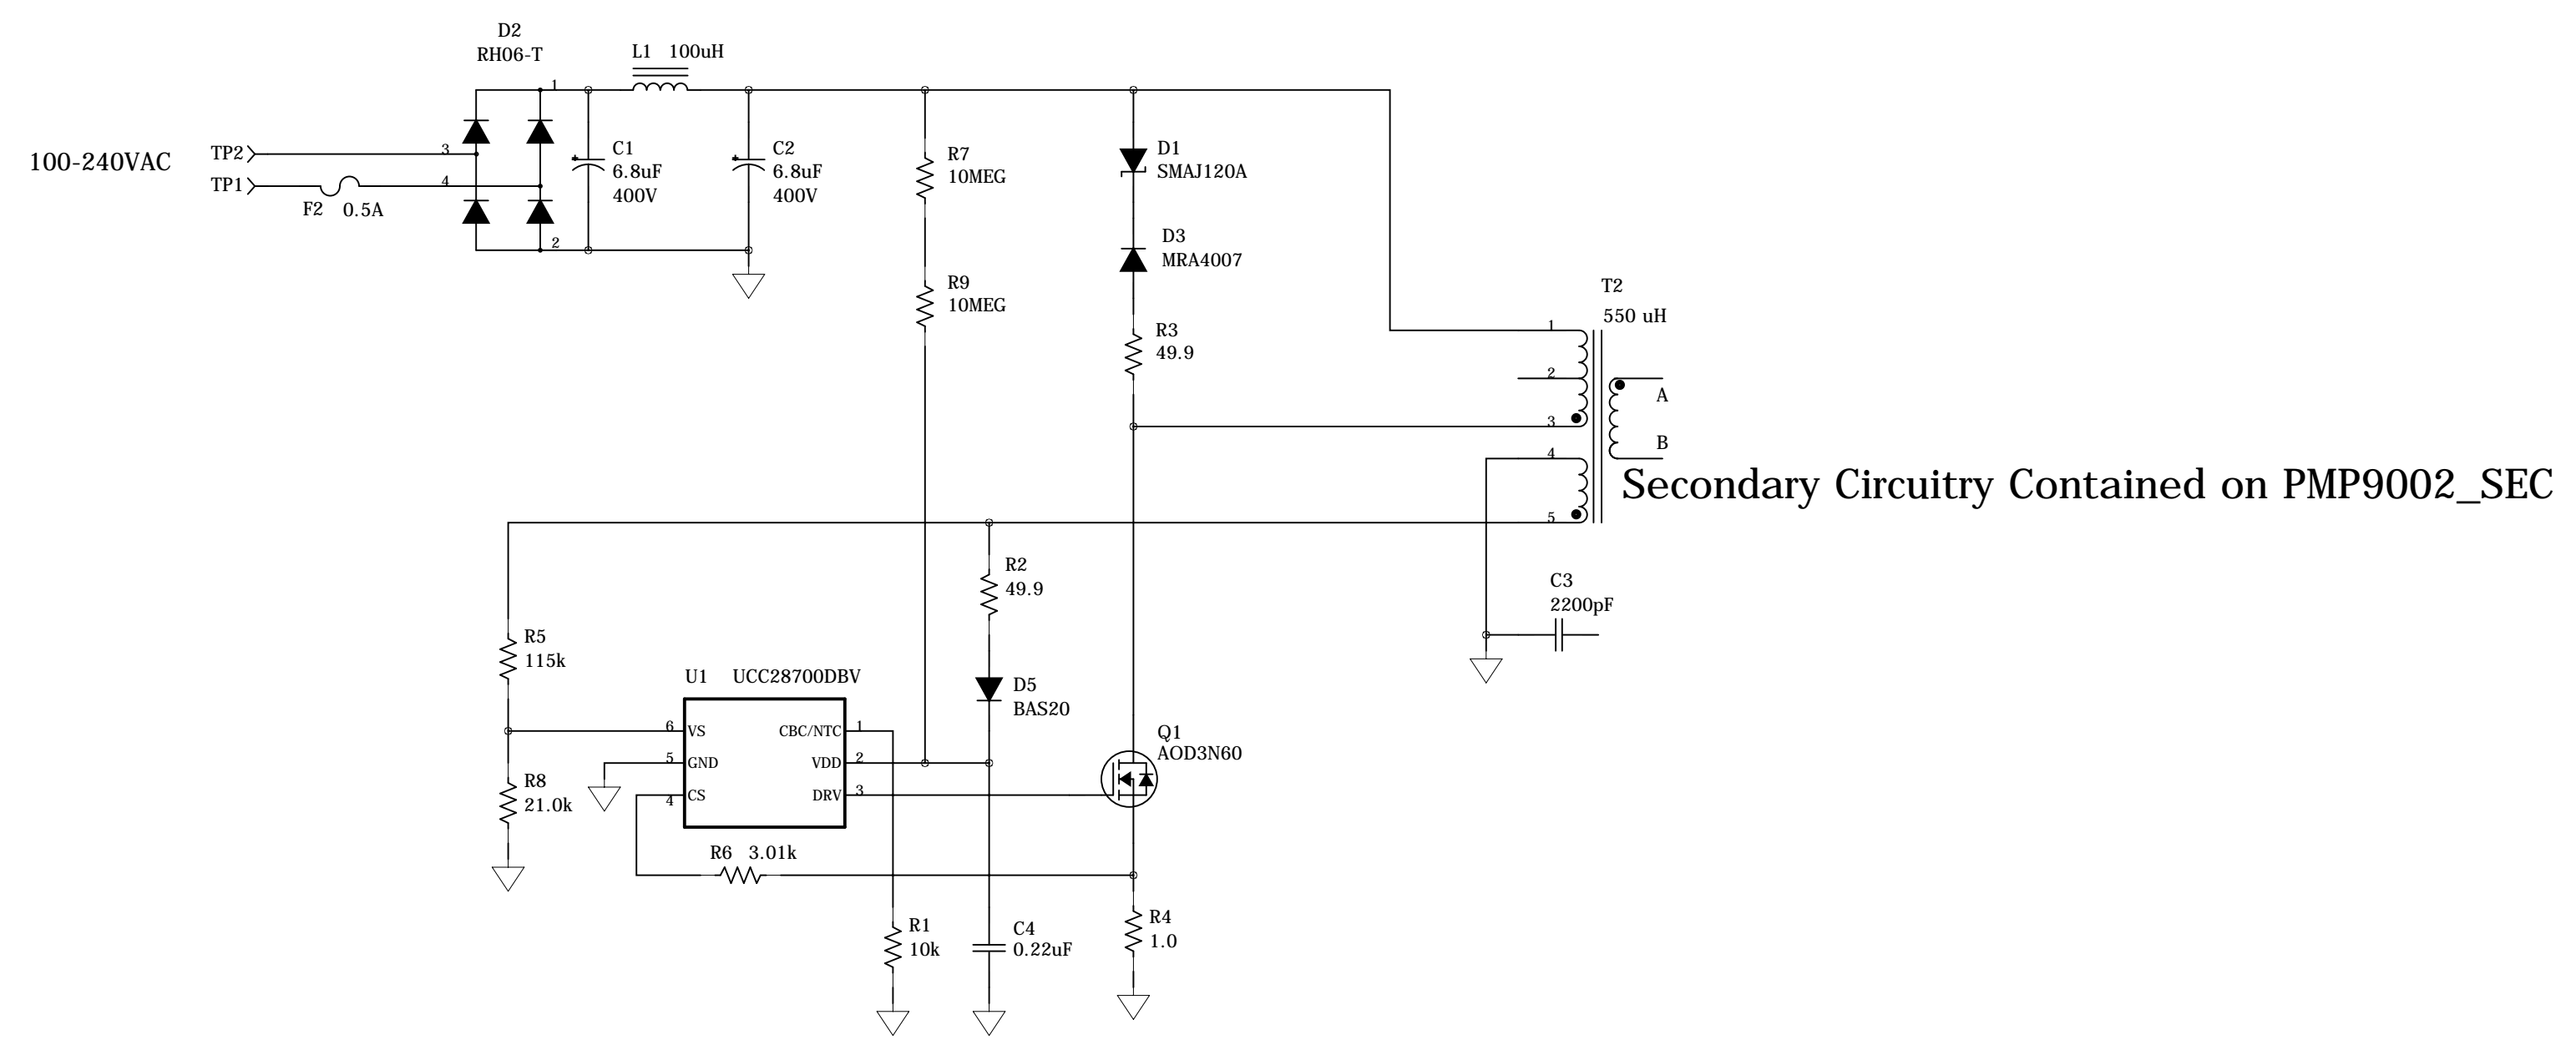 D2
RH06-T
L1 100uH
1
C1
6.8uF
400V
C2
6.8uF
400V
100-240VAC
TP2
3
TP1
4
F2 0.5A
2
R7
10MEG
D1
SMAJ120A
D3
MRA4007
R9
10MEG
R3
49.9
T2
550 uH
1
2
3
4
5
A
B
Secondary Circuitry Contained on PMP9002_SEC
C3
2200pF
R2
49.9
R5
115k
U1 UCC28700DBV
D5
BAS20
6 VS CBC/NTC 1
5 GND VDD 2
4 CS DRV 3
Q1
AOD3N60
R8
21.0k
R6 3.01k
R1
10k
C4
0.22uF
R4
1.0